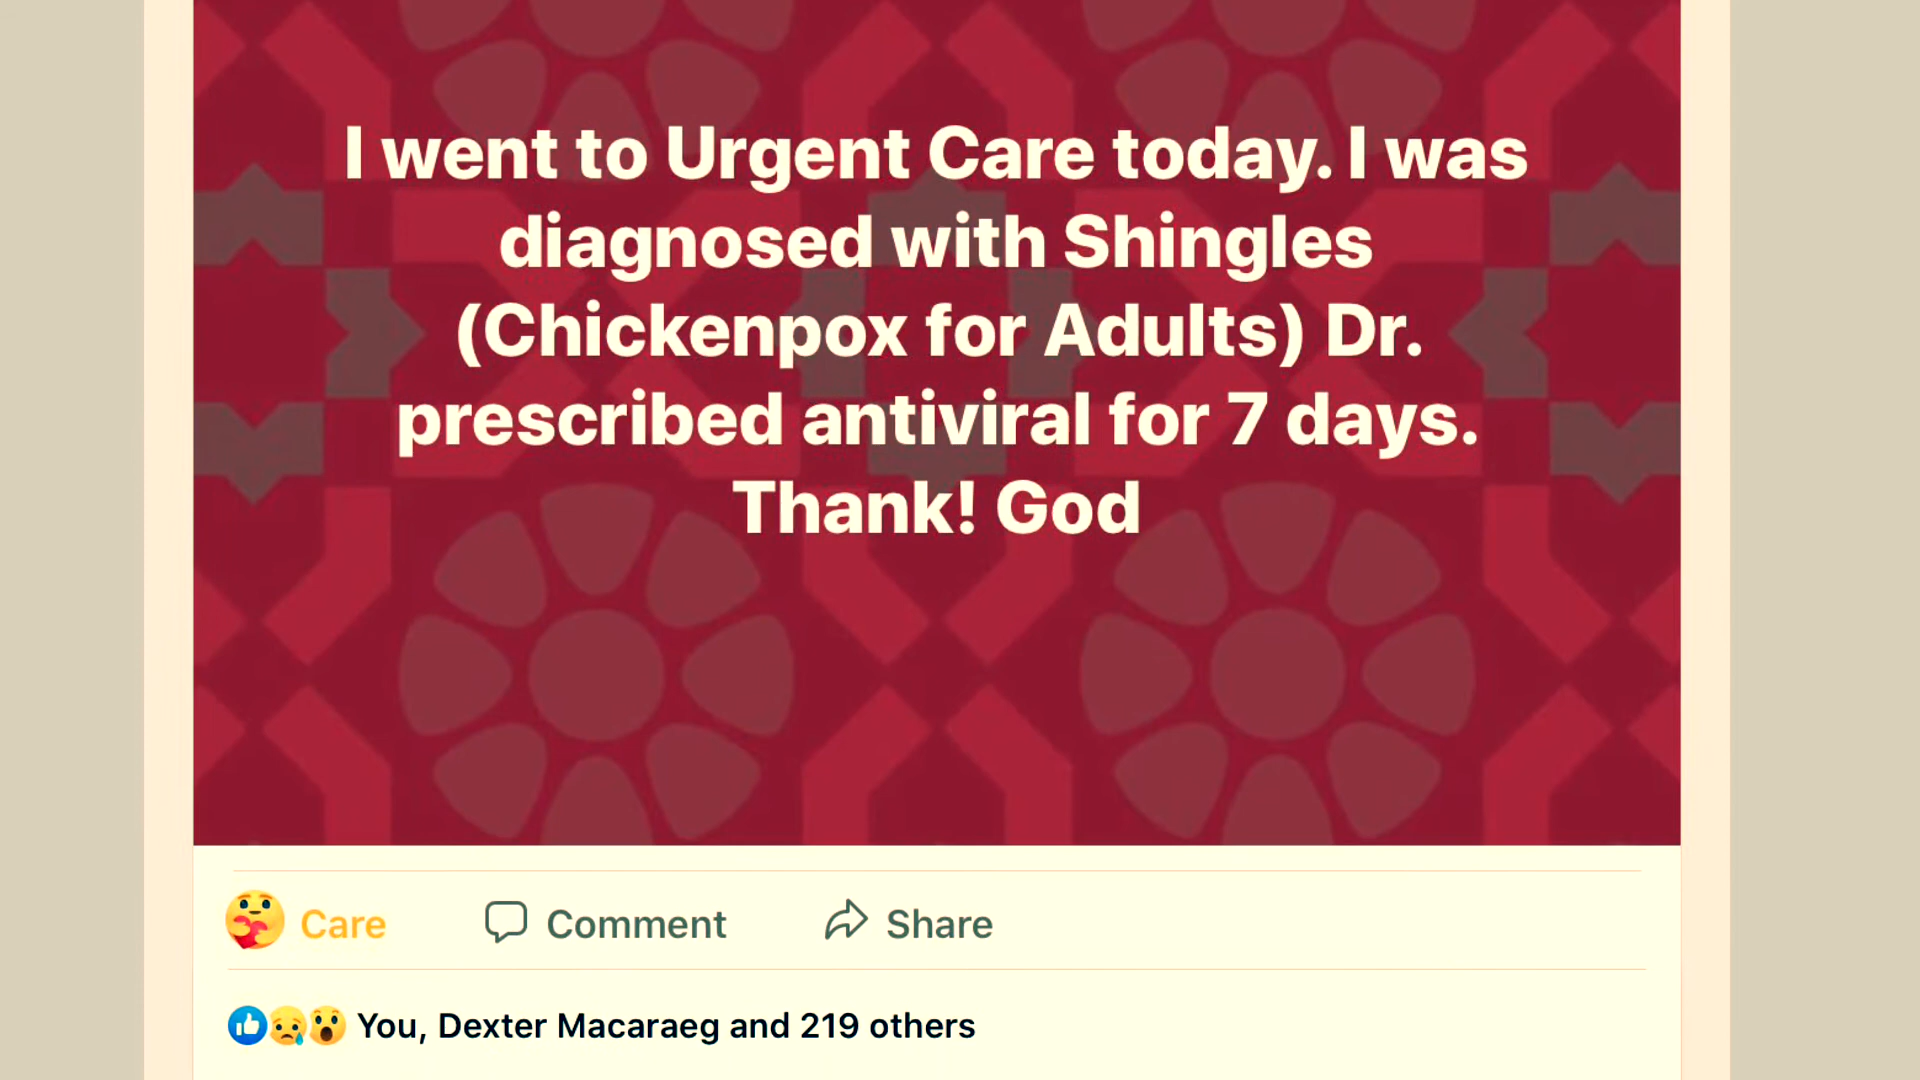 I went to Urgent Care today. I was
diagnosed with Shingles
(Chickenpox for Adults) Dr.
prescribed antiviral for 7 days.
Thank! God
Care Comment Share
You, Dexter Macaraeg and 219 others